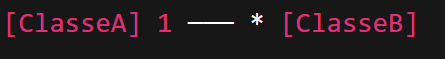 [ClasseA] 1 ─── * [ClasseB]